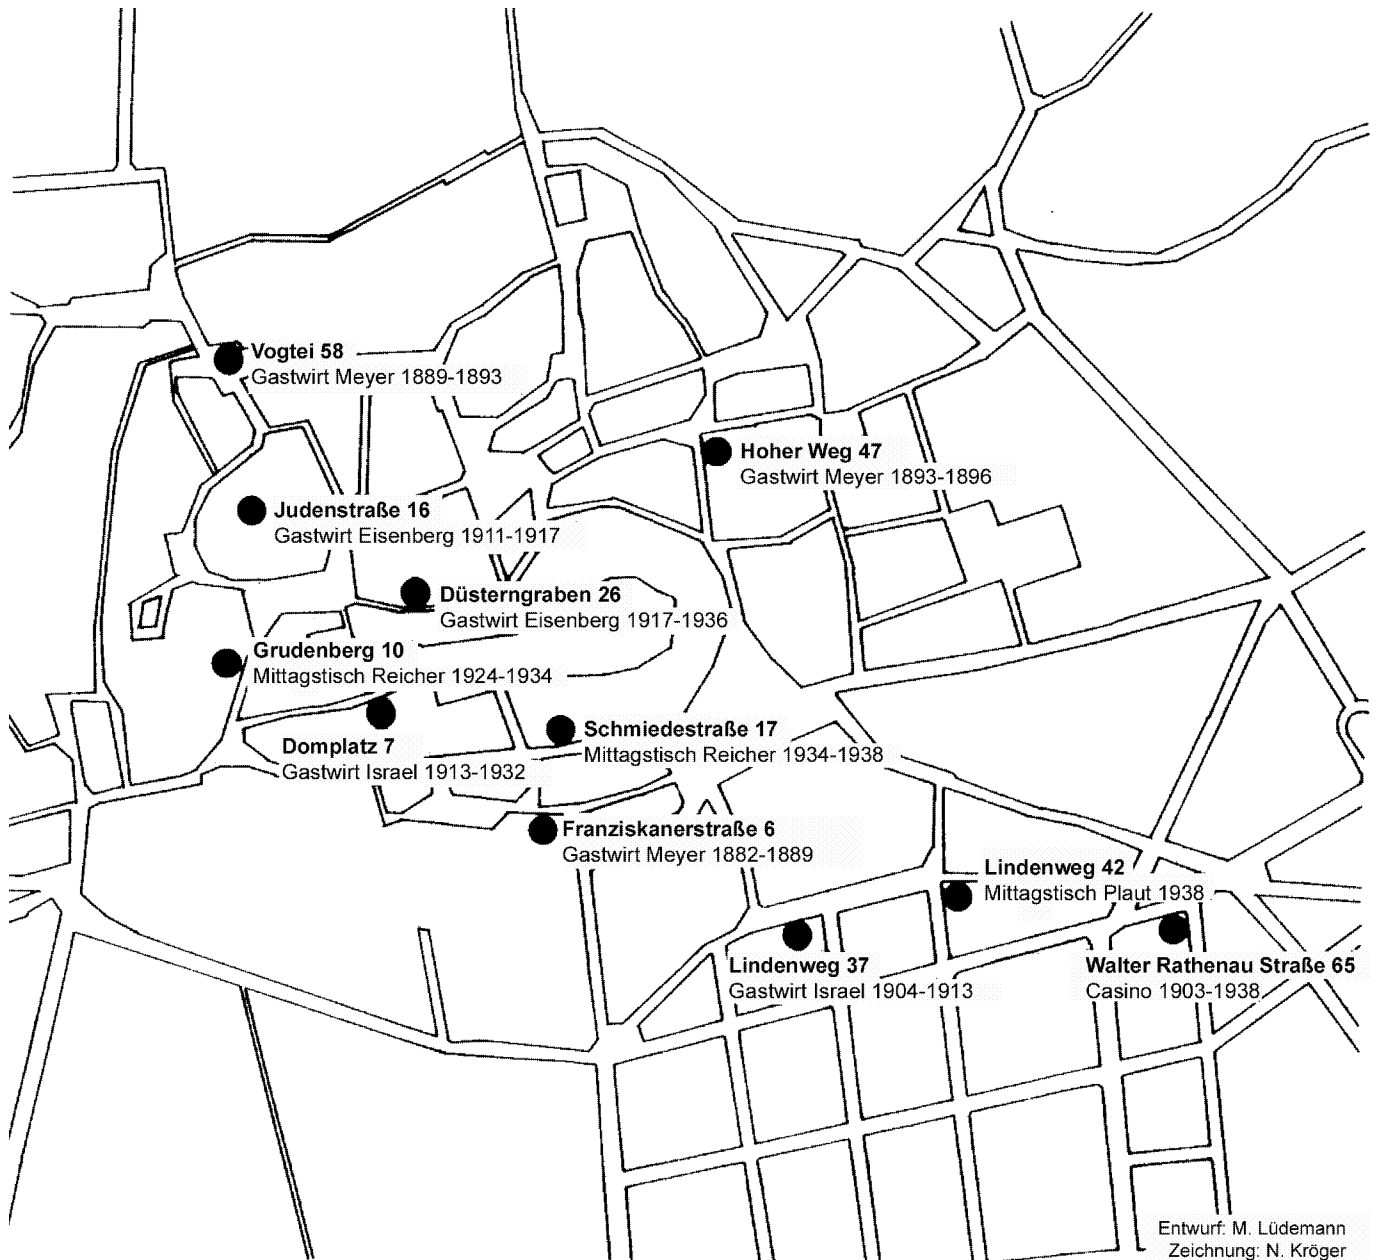 Vogtei 58
Gastwirt Meyer 1889-1893
Hoher Weg 47
Gastwirt Meyer 1893-1896
Judenstraße 16
Gastwirt Eisenberg 1911-1917
Düsterngraben 26
Gastwirt Eisenberg 1917-1936
Grudenberg 10
Mittagstisch Reicher 1924-1934
Schmiedestraße 17
Mittagstisch Reicher 1934-1938
Domplatz 7
Gastwirt Israel 1913-1932
Franziskanerstraße 6
Gastwirt Meyer 1882-1889
Lindenweg 42
Mittagstisch Plaut 1938
Lindenweg 37
Gastwirt Israel 1904-1913
Walter Rathenau Straße 65
Casino 1903-1938
Entwurf: M. Lüdemann
Zeichnung: N. Kröger